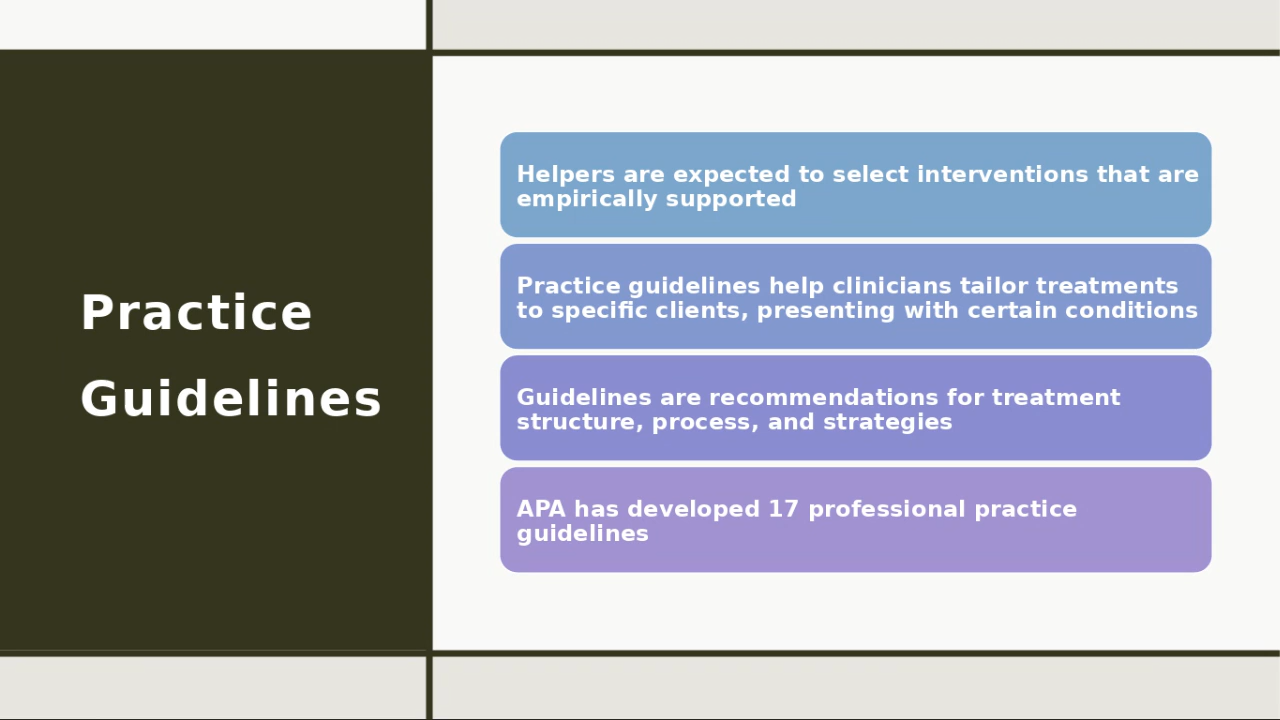 Practice
Guidelines
Helpers are expected to select interventions that are
empirically supported
Practice guidelines help clinicians tailor treatments
to specific clients, presenting with certain conditions
Guidelines are recommendations for treatment
structure, process, and strategies
APA has developed 17 professional practice
guidelines